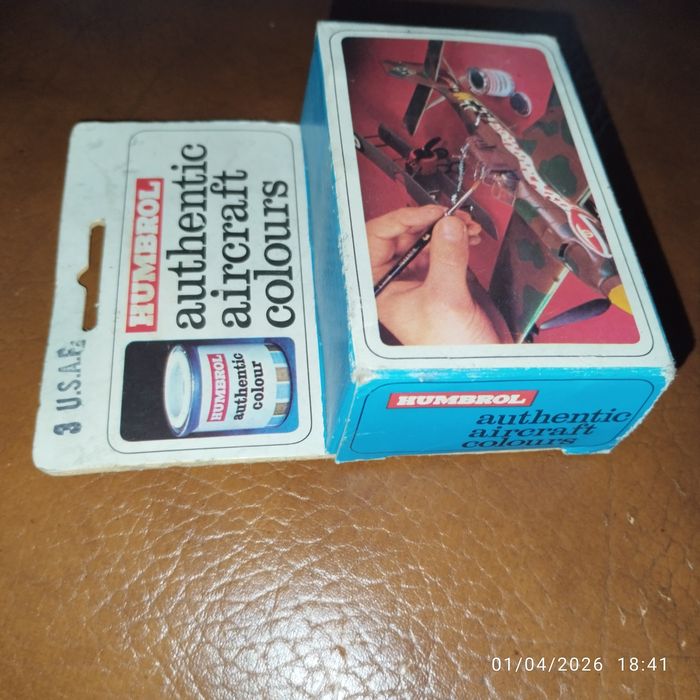 HUMBROL
authentic
aircraft
colours
3 U.S.A.F.
HUMBROL
authentic
colour
HUMBROL
authentic
aircraft
colours
01/04/2026 18:41